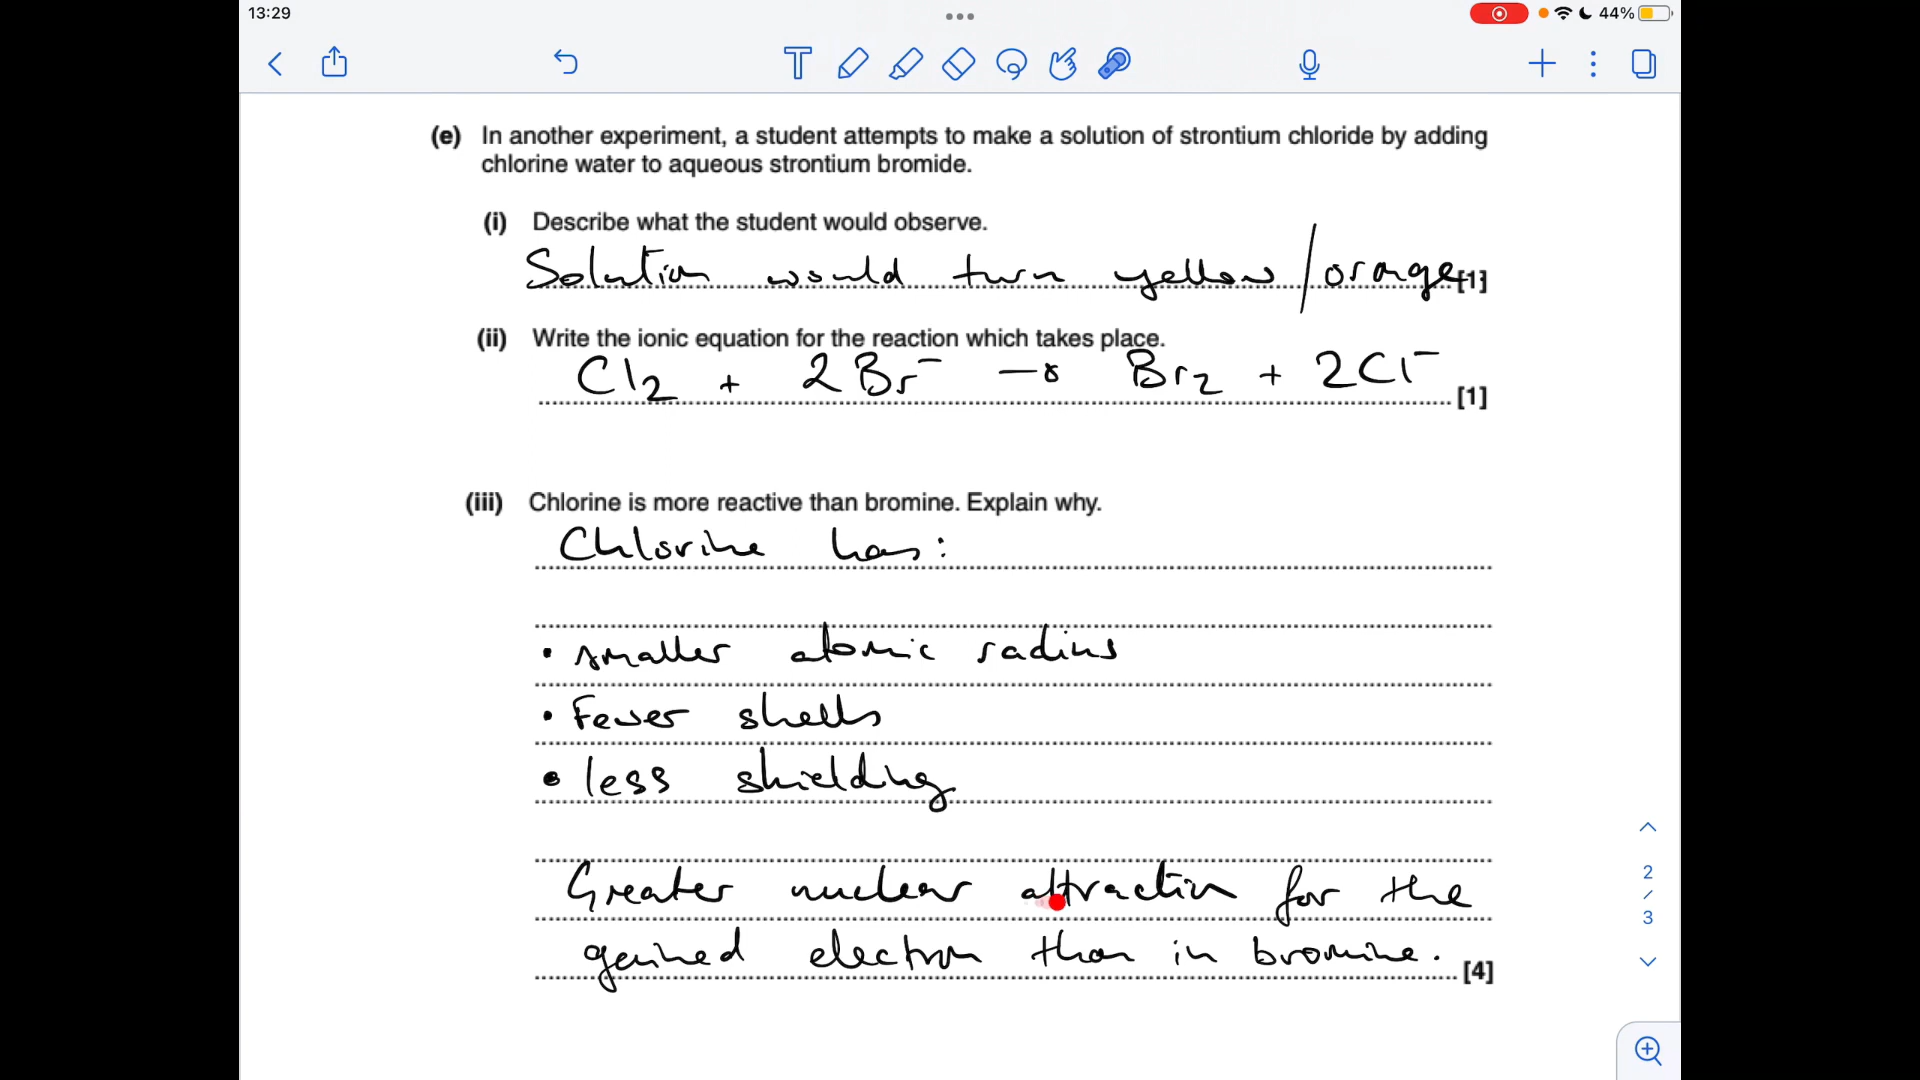 13:29
44%
T
(e) In another experiment, a student attempts to make a solution of strontium chloride by adding
chlorine water to aqueous strontium bromide.
(i) Describe what the student would observe.
Solution would turn yellow / orange [1]
(ii) Write the ionic equation for the reaction which takes place.
Cl₂ + 2Br⁻ → Br₂ + 2Cl⁻ [1]
(iii) Chlorine is more reactive than bromine. Explain why.
Chlorine has:
• smaller atomic radius
• Fewer shells
• less shielding
Greater nuclear attraction for the
gained electron than in bromine. [4]
2
/
3